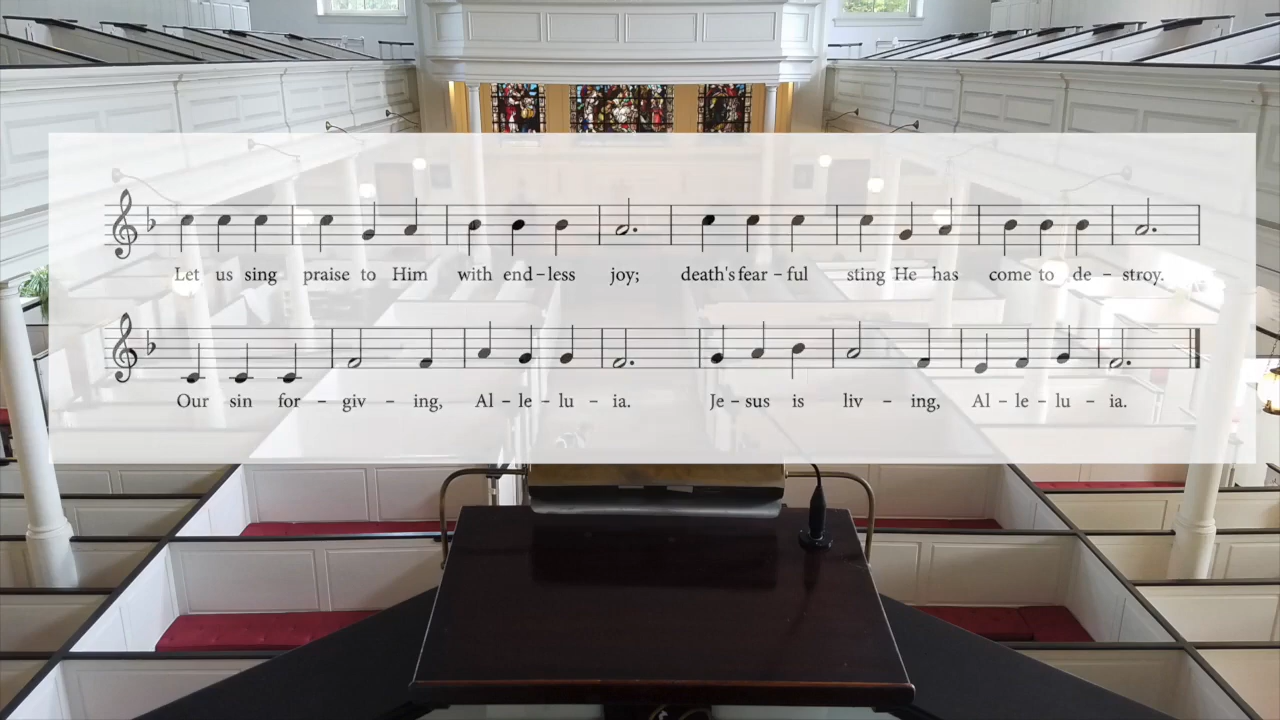 Let us sing praise to Him with end–less joy; death's fear – ful sting He has come to de – stroy.
Our sin for – giv – ing, Al – le – lu – ia. Je – sus is liv – ing, Al – le – lu – ia.